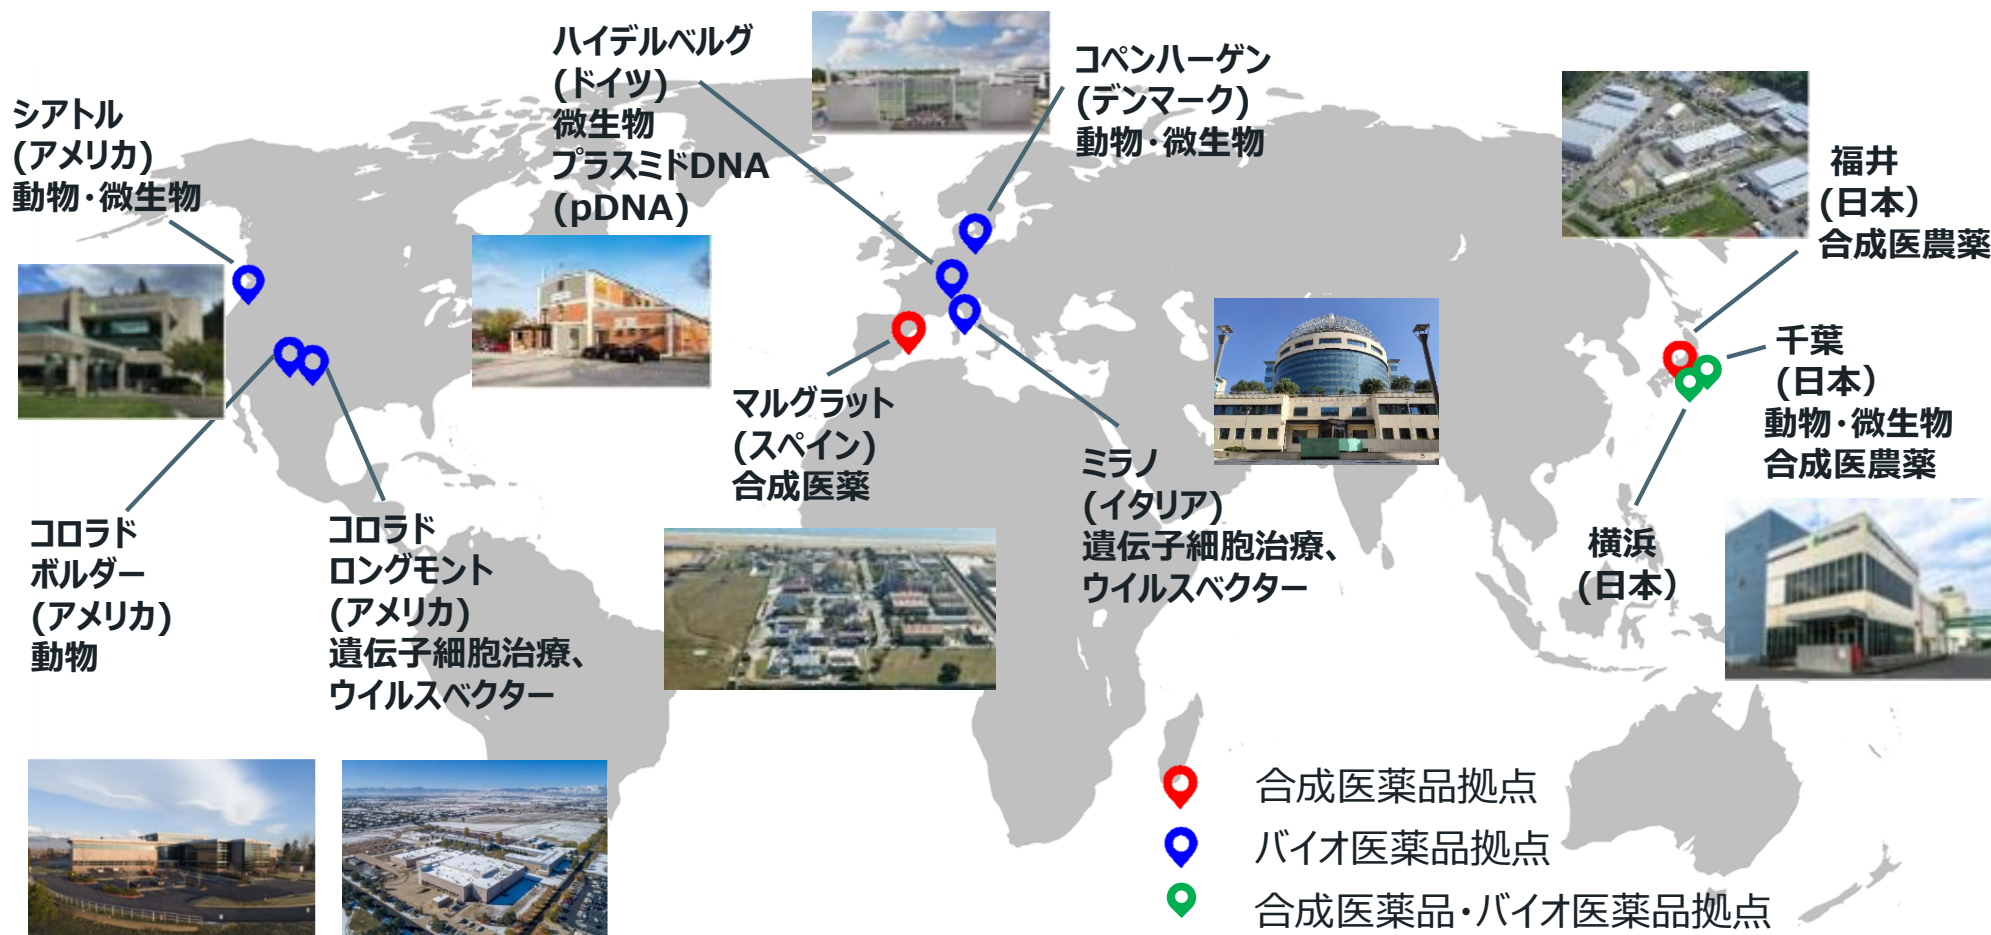 シアトル
(アメリカ)
動物・微生物
ハイデルベルグ
(ドイツ)
微生物
プラスミドDNA
(pDNA)
コペンハーゲン
(デンマーク)
動物・微生物
福井
(日本）
合成医農薬
千葉
(日本）
動物・微生物
合成医農薬
マルグラット
(スペイン)
合成医薬
ミラノ
(イタリア)
遺伝子細胞治療、
ウイルスベクター
横浜
(日本）
コロラド
ボルダー
(アメリカ)
動物
コロラド
ロングモント
(アメリカ)
遺伝子細胞治療、
ウイルスベクター
合成医薬品拠点
バイオ医薬品拠点
合成医薬品・バイオ医薬品拠点